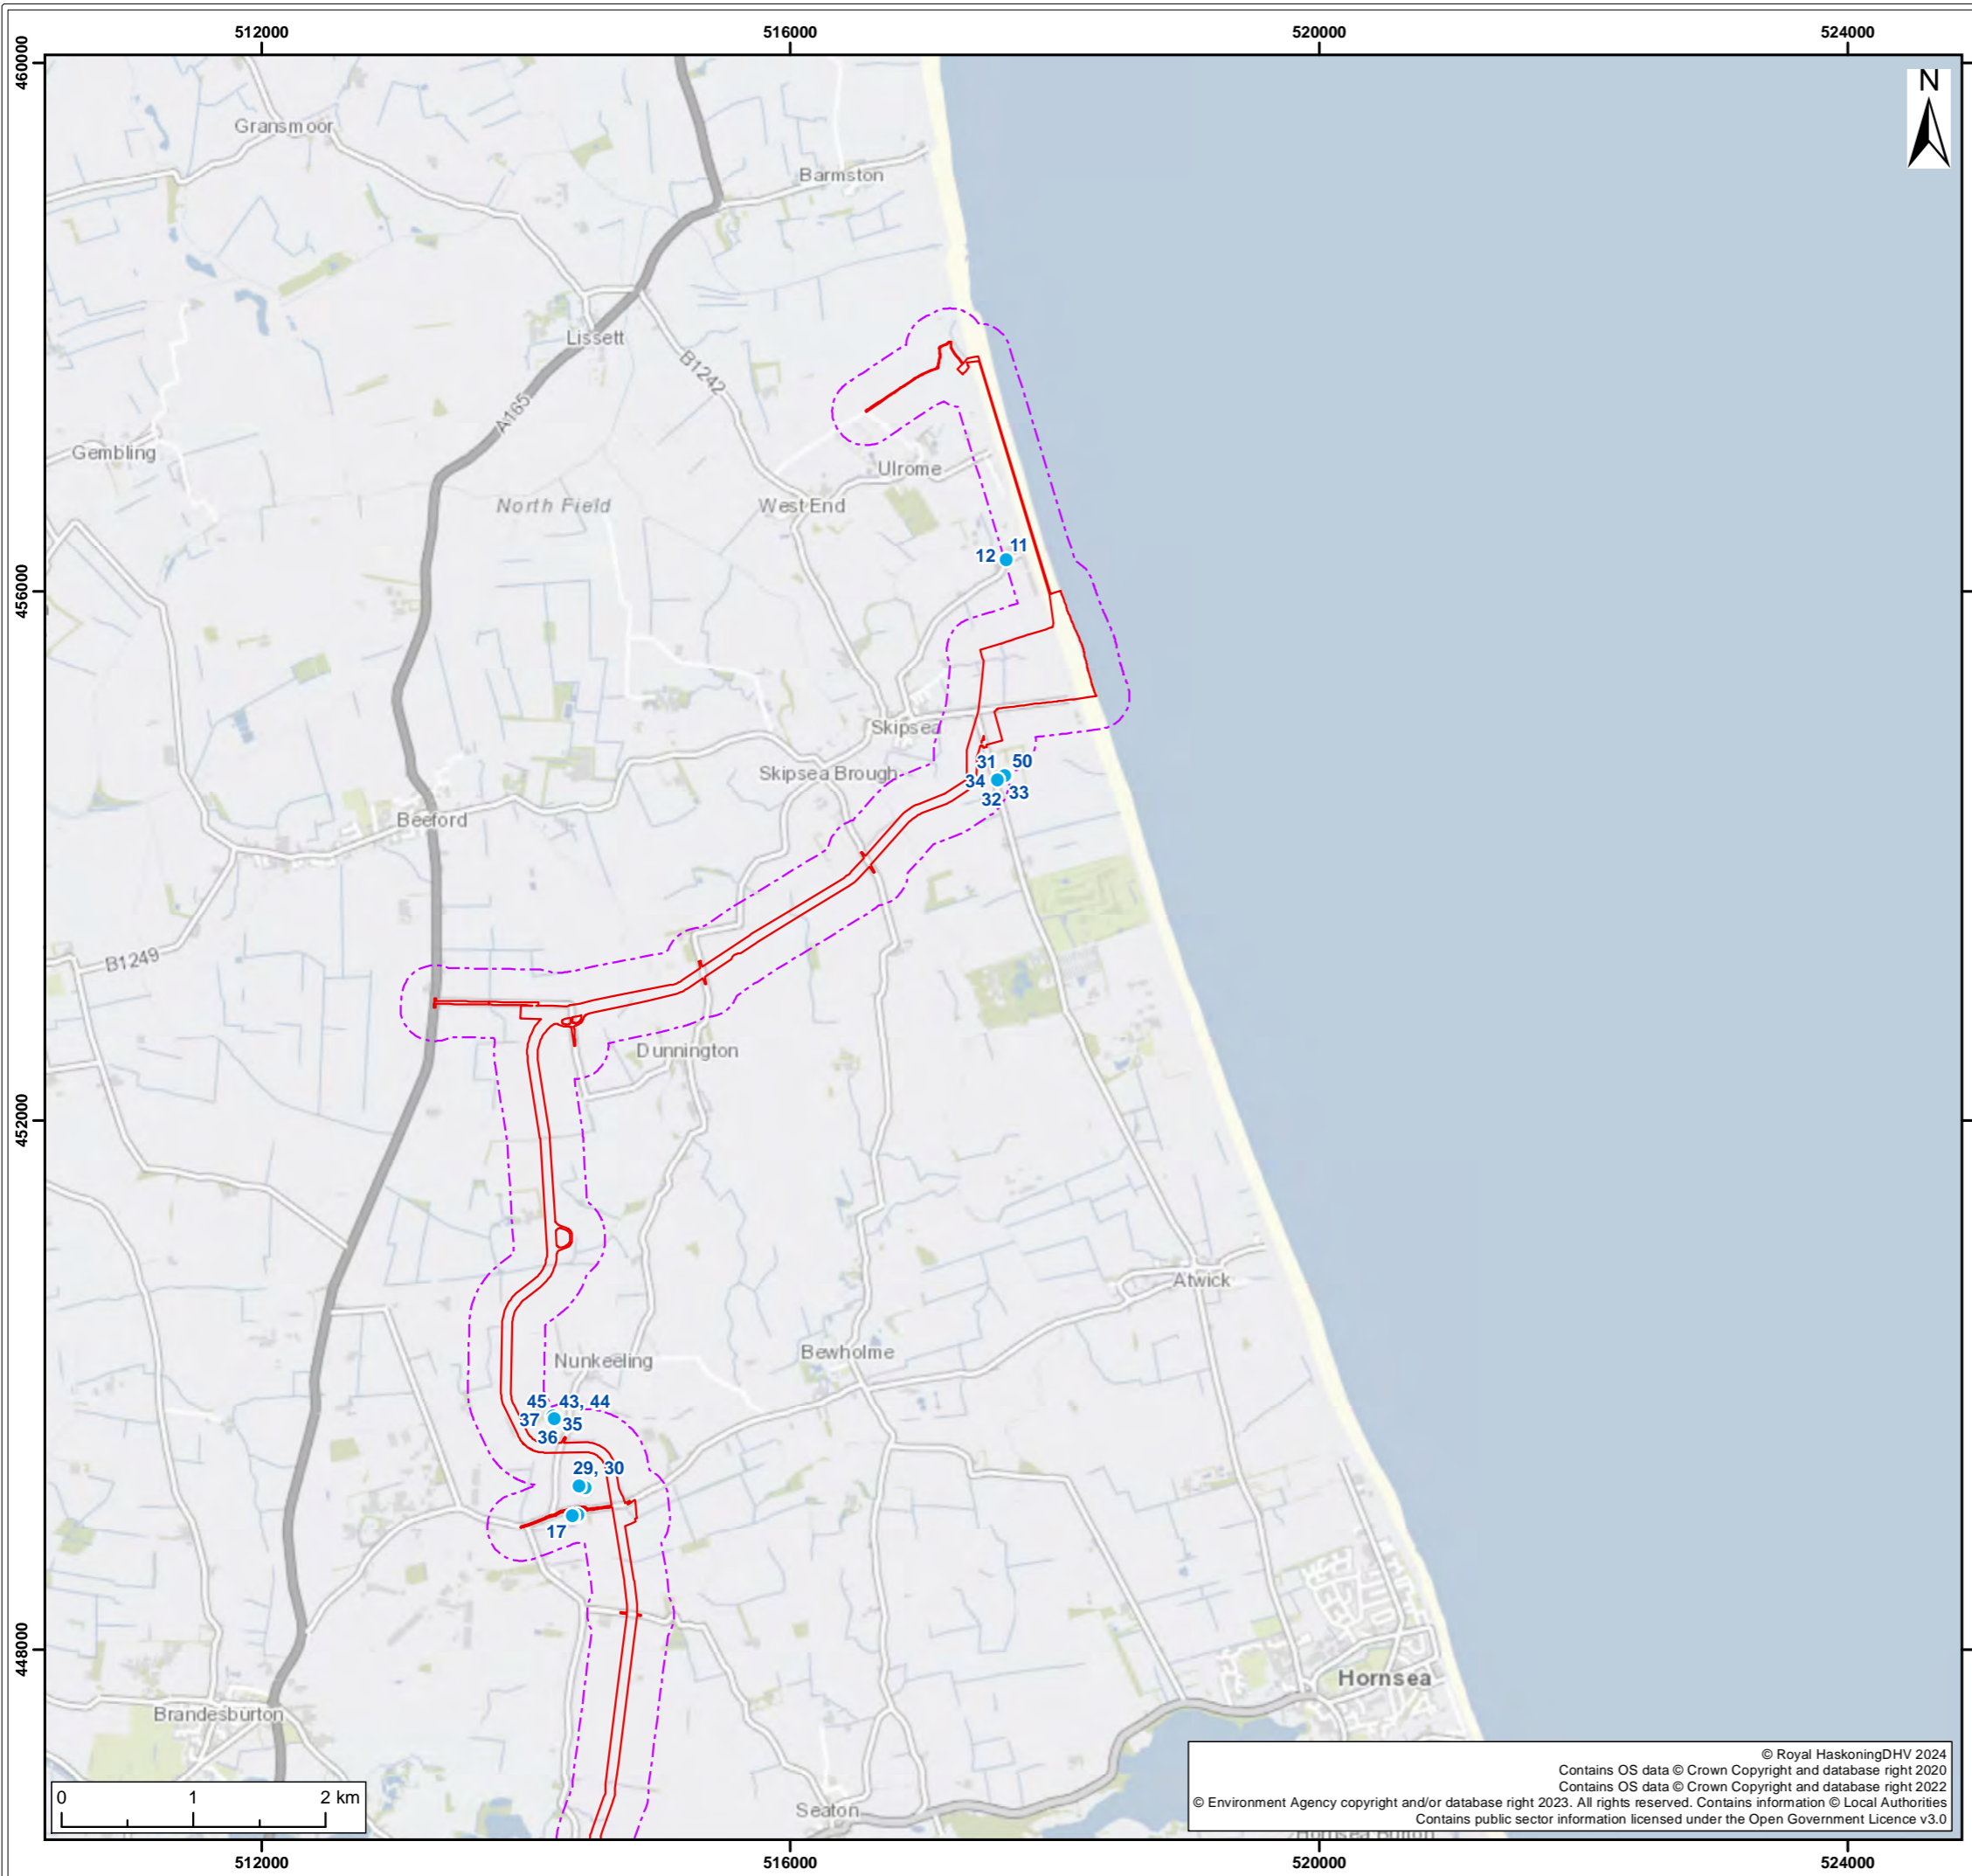 512000
516000
520000
524000
460000
N
Gransmoor
Barmston
Lissett
B1242
A165
Gembling
Ulrome
North Field
West End
11
12
456000
Skipsea
31
50
Skipsea Brough
34
32
33
Beeford
B1249
Dunnington
452000
Atwick
Bewholme
Nunkeeling
45
43, 44
37
35
36
29, 30
17
448000
Hornsea
Brandesburton
Seaton
0
1
2 km
© Royal HaskoningDHV 2024
Contains OS data © Crown Copyright and database right 2020
Contains OS data © Crown Copyright and database right 2022
© Environment Agency copyright and/or database right 2023. All rights reserved. Contains information © Local Authorities
Contains public sector information licensed under the Open Government Licence v3.0
512000
516000
520000
524000